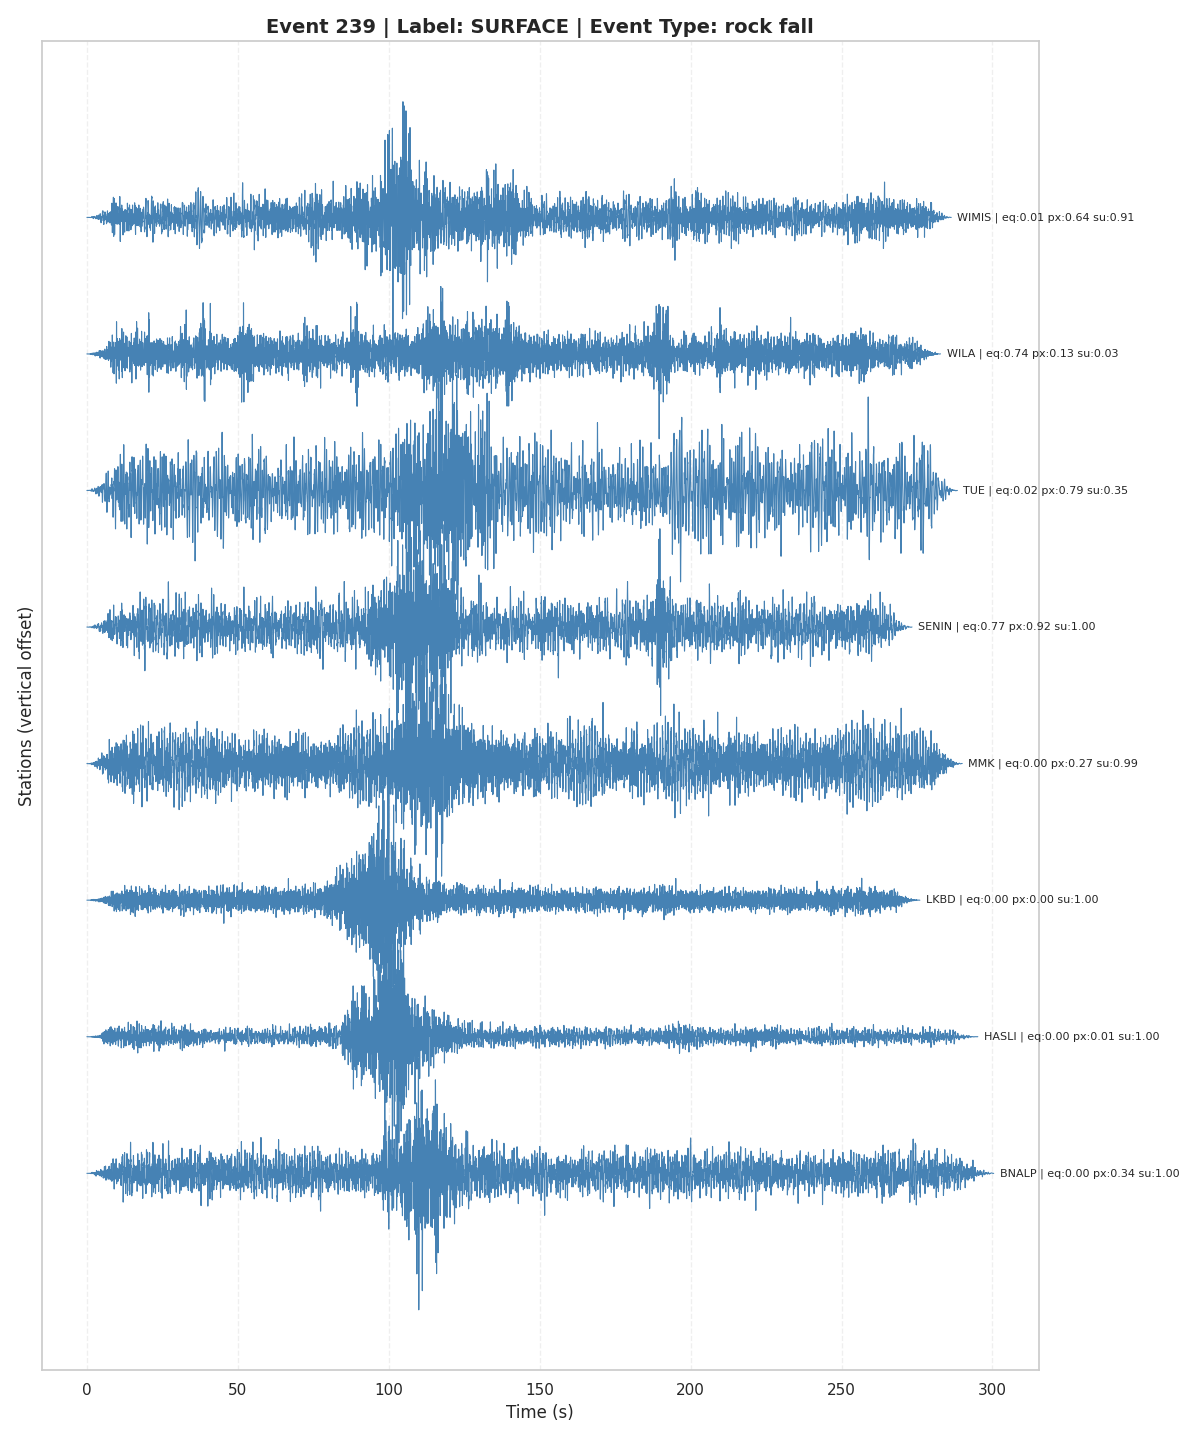 Event 239 | Label: SURFACE | Event Type: rock fall
WIMIS | eq:0.01 px:0.64 su:0.91
WILA | eq:0.74 px:0.13 su:0.03
TUE | eq:0.02 px:0.79 su:0.35
SENIN | eq:0.77 px:0.92 su:1.00
MMK | eq:0.00 px:0.27 su:0.99
LKBD | eq:0.00 px:0.00 su:1.00
HASLI | eq:0.00 px:0.01 su:1.00
BNALP | eq:0.00 px:0.34 su:1.00
Stations (vertical offset)
0 50 100 150 200 250 300
Time (s)